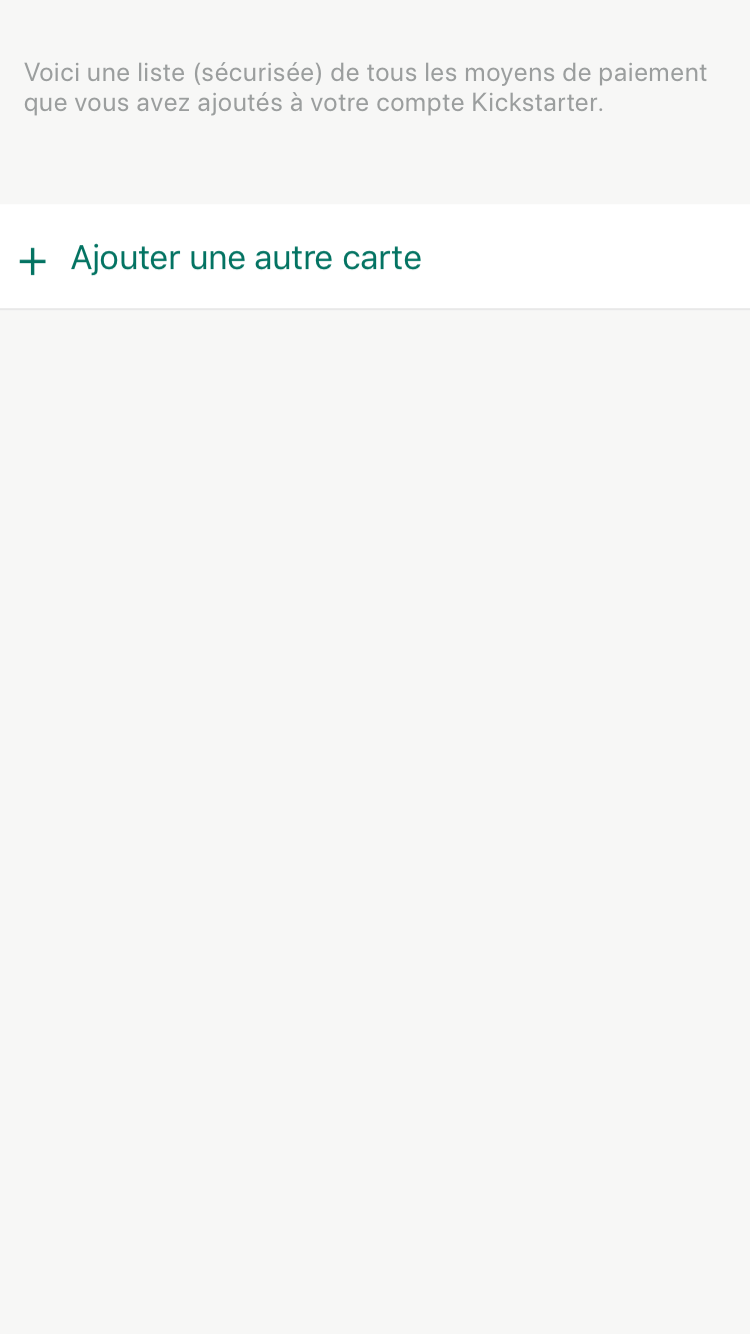 Voici une liste (sécurisée) de tous les moyens de paiement
que vous avez ajoutés à votre compte Kickstarter.
+ Ajouter une autre carte